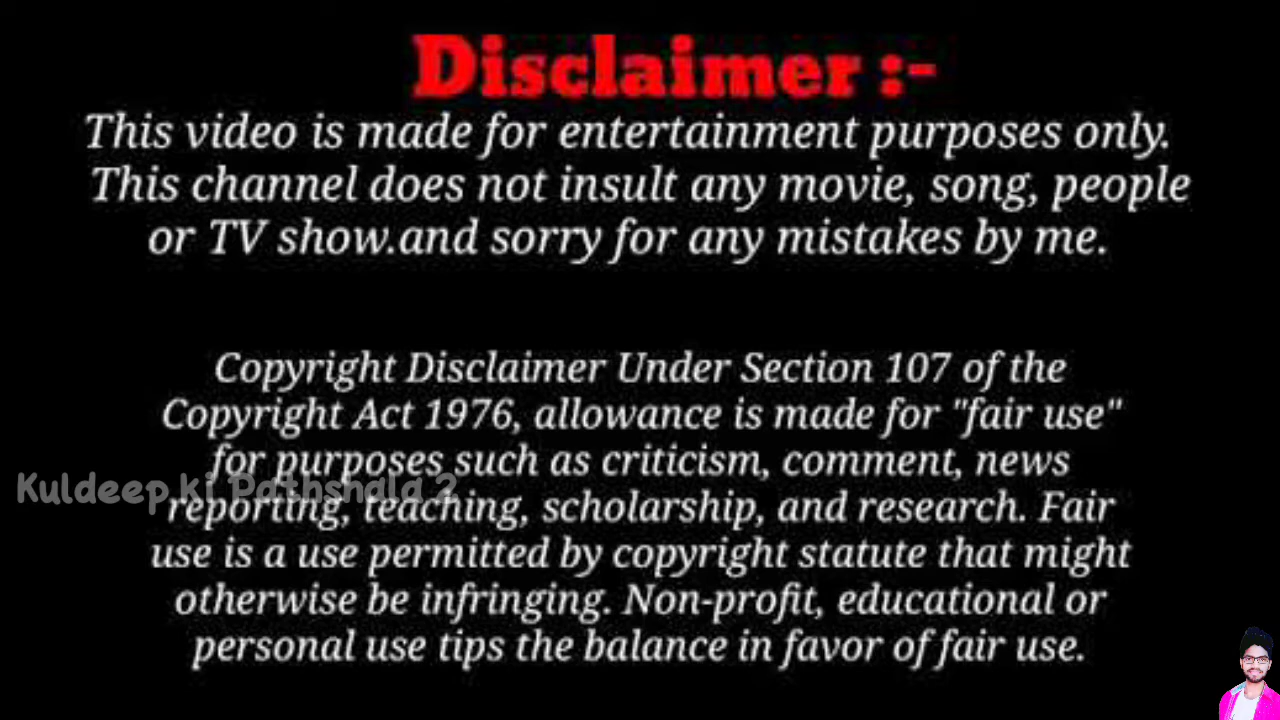 Disclaimer :-
This video is made for entertainment purposes only.
This channel does not insult any movie, song, people
or TV show.and sorry for any mistakes by me.
Copyright Disclaimer Under Section 107 of the
Copyright Act 1976, allowance is made for "fair use"
for purposes such as criticism, comment, news
Kuldeep ki Pathshala 2
reporting, teaching, scholarship, and research. Fair
use is a use permitted by copyright statute that might
otherwise be infringing. Non-profit, educational or
personal use tips the balance in favor of fair use.